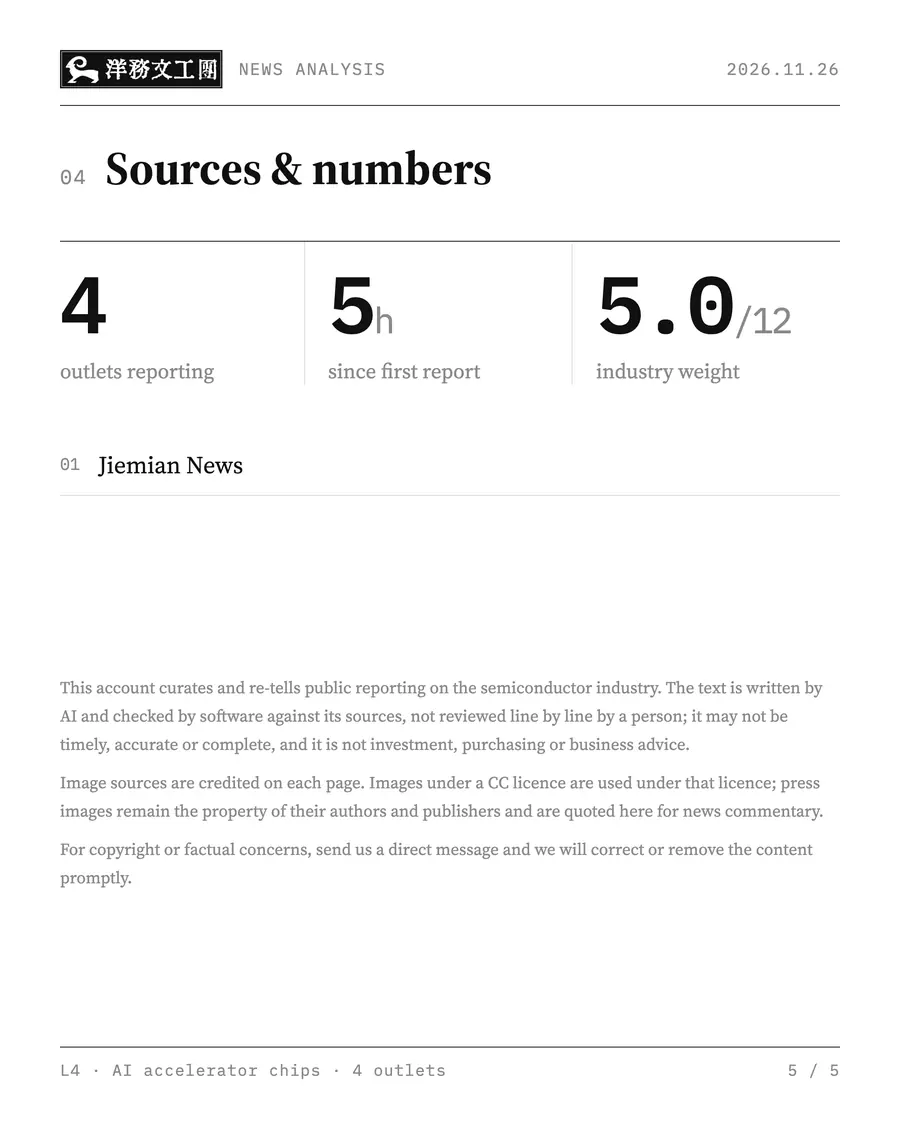 洋務文工團 NEWS ANALYSIS 2026.11.26
04 Sources & numbers
4 5h 5.0/12
outlets reporting since first report industry weight
01 Jiemian News
This account curates and re-tells public reporting on the semiconductor industry. The text is written by
AI and checked by software against its sources, not reviewed line by line by a person; it may not be
timely, accurate or complete, and it is not investment, purchasing or business advice.
Image sources are credited on each page. Images under a CC licence are used under that licence; press
images remain the property of their authors and publishers and are quoted here for news commentary.
For copyright or factual concerns, send us a direct message and we will correct or remove the content
promptly.
L4 · AI accelerator chips · 4 outlets 5 / 5